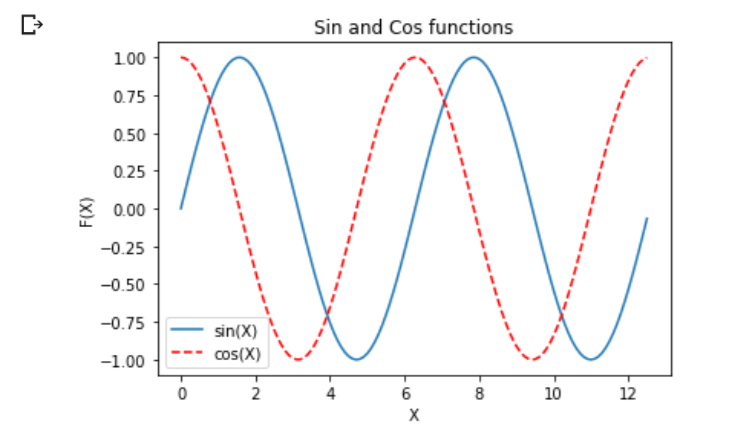 Sin and Cos functions
1.00
0.75
0.50
0.25
0.00
−0.25
−0.50
−0.75
−1.00
F(X)
sin(X)
cos(X)
0 2 4 6 8 10 12
X